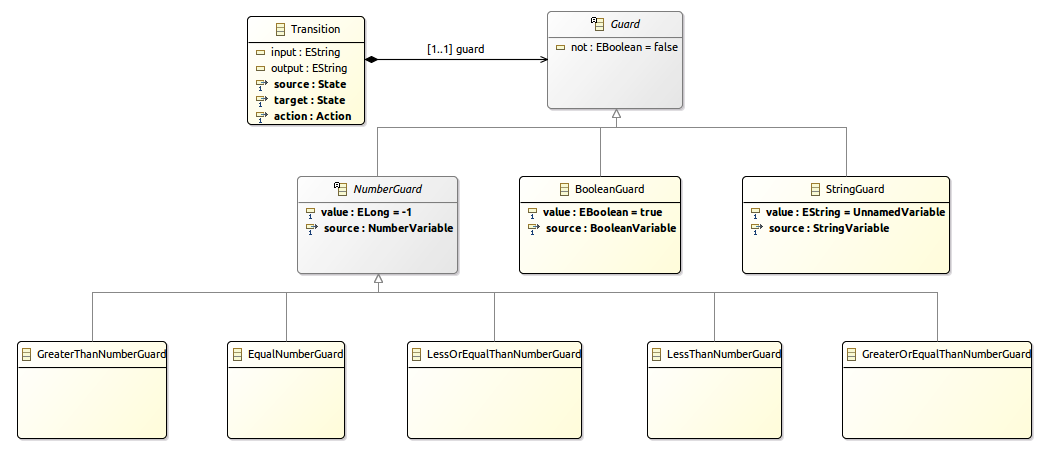 Transition
input : EString
output : EString
source : State
target : State
action : Action
[1..1] guard
Guard
not : EBoolean = false
NumberGuard
value : ELong = -1
source : NumberVariable
BooleanGuard
value : EBoolean = true
source : BooleanVariable
StringGuard
value : EString = UnnamedVariable
source : StringVariable
GreaterThanNumberGuard
EqualNumberGuard
LessOrEqualThanNumberGuard
LessThanNumberGuard
GreaterOrEqualThanNumberGuard